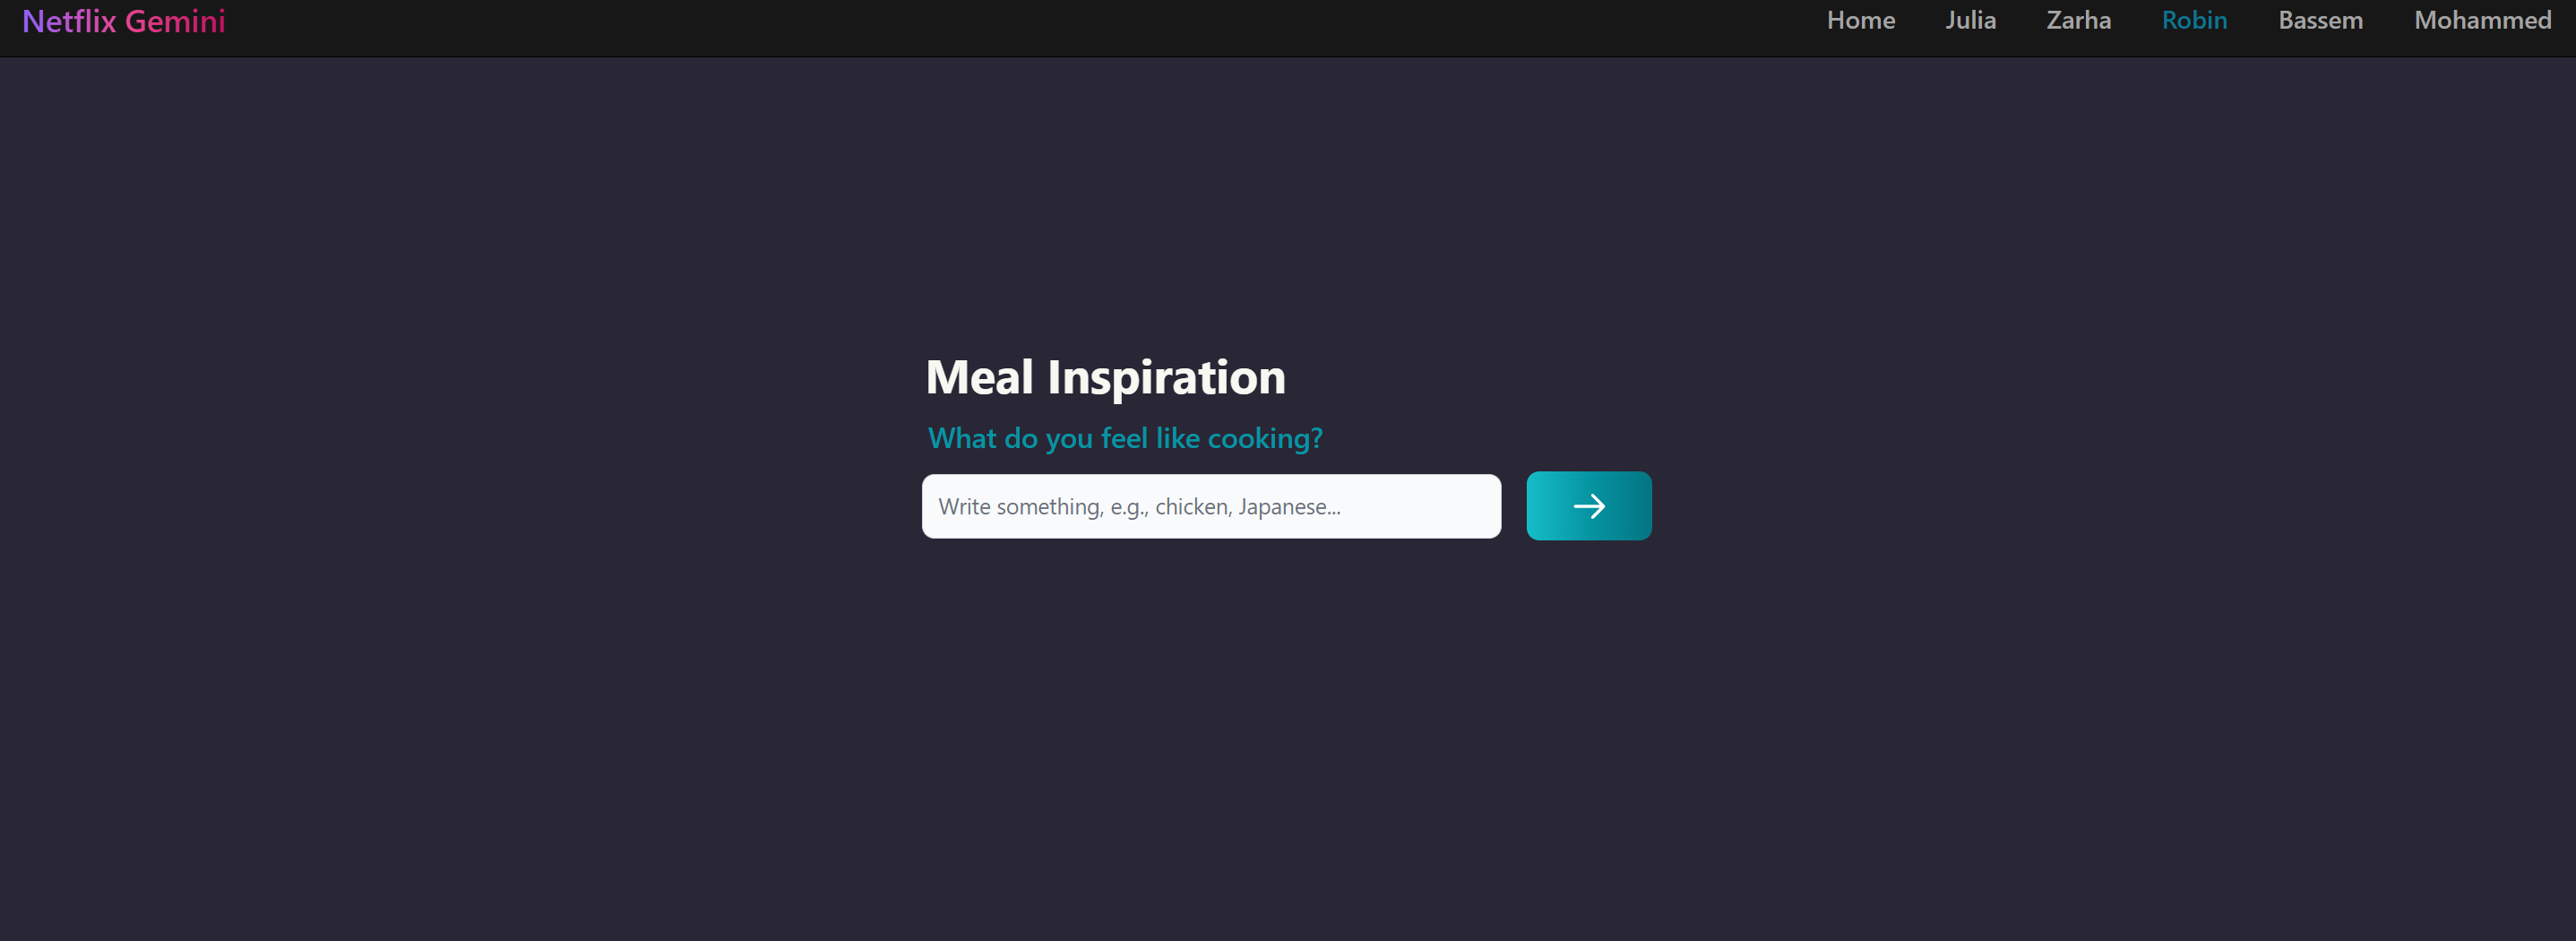 Netflix Gemini
Home Julia Zarha Robin Bassem Mohammed
Meal Inspiration
What do you feel like cooking?
Write something, e.g., chicken, Japanese...